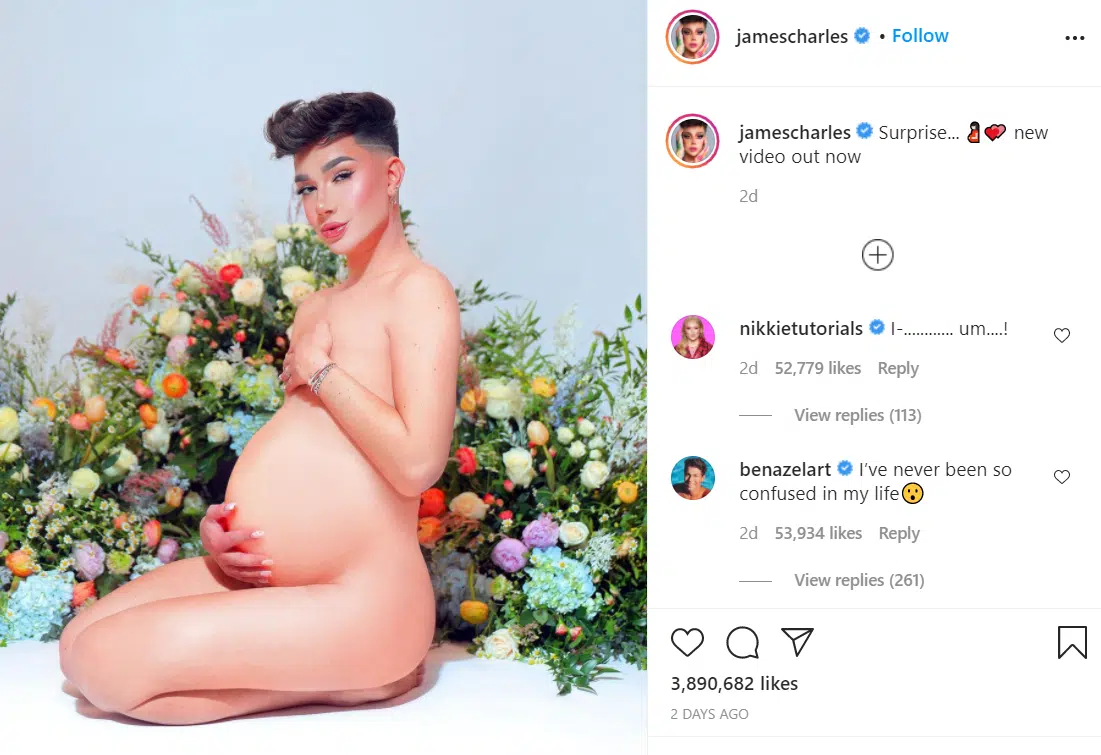 jamescharles • Follow
jamescharles Surprise... 🤰💞 new
video out now
2d
nikkietutorials I-............ um....!
2d 52,779 likes Reply
View replies (113)
benazelart I've never been so
confused in my life😮
2d 53,934 likes Reply
View replies (261)
3,890,682 likes
2 DAYS AGO